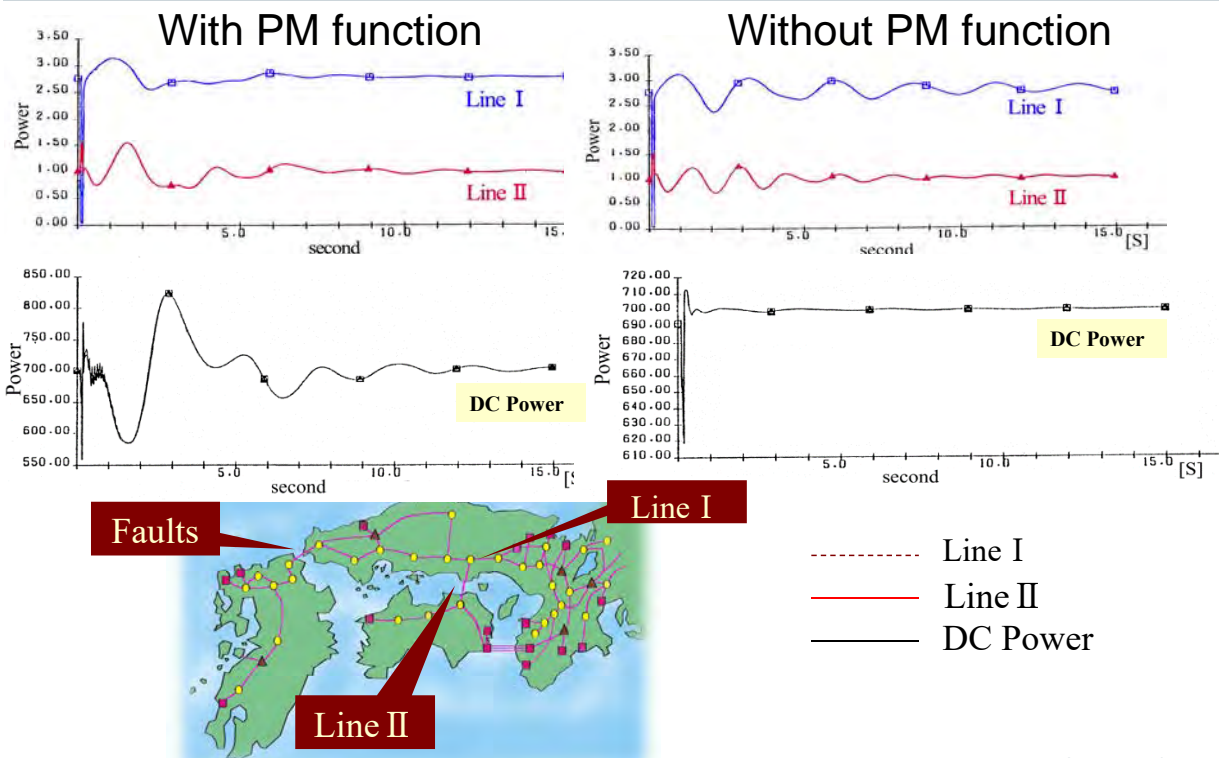 With PM function
Without PM function
3.50
3.00
2.50
2.00
1.50
1.00
0.50
0.00
Power
Line Ⅰ
Line Ⅱ
5.0
10.0
15.
second
3.50
3.00
2.50
2.00
1.50
1.00
0.50
0.00
Power
Line Ⅰ
Line Ⅱ
5.0
10.0
15.0
[S]
second
850.00
800.00
750.00
700.00
650.00
600.00
550.00
Power
DC Power
5.0
10.0
15.0
[S
second
720.00
710.00
700.00
690.00
680.00
670.00
660.00
650.00
640.00
630.00
620.00
610.00
Power
DC Power
5.0
10.0
15.0
[S]
second
Faults
Line Ⅰ
Line Ⅱ
Line Ⅰ
Line Ⅱ
DC Power